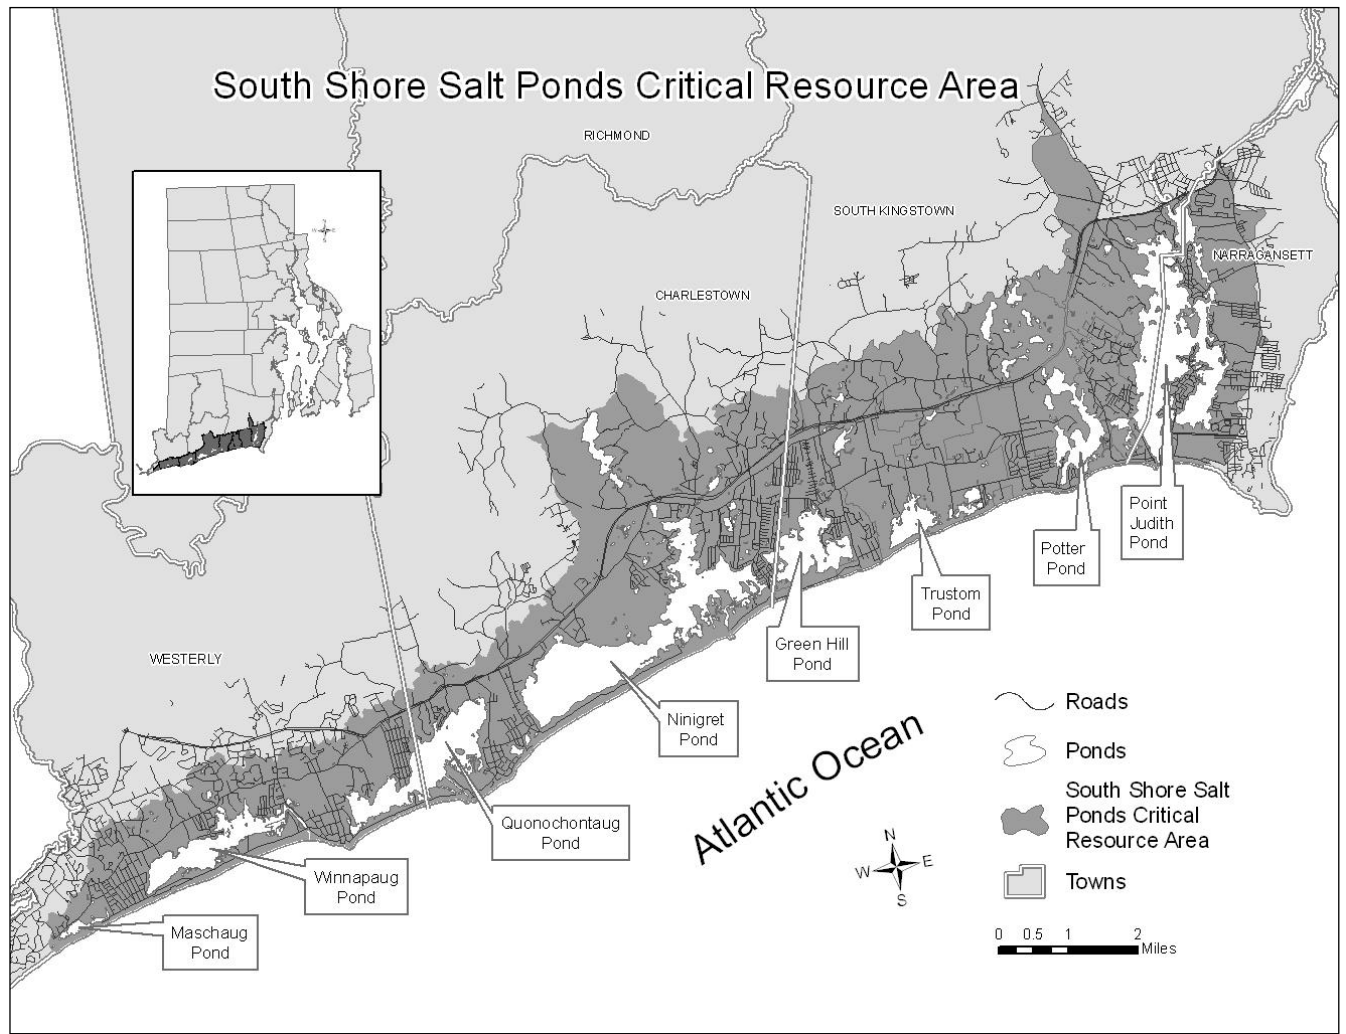 South Shore Salt Ponds Critical Resource Area
RICHMOND
SOUTH KINGSTOWN
NARRAGANSETT
CHARLESTOWN
WESTERLY
Point
Judith
Pond
Potter
Pond
Trustom
Pond
Green Hill
Pond
Ninigret
Pond
Quonochontaug
Pond
Winnapaug
Pond
Maschaug
Pond
Atlantic Ocean
N
W E
S
Roads
Ponds
South Shore Salt
Ponds Critical
Resource Area
Towns
0 0.5 1 2
Miles